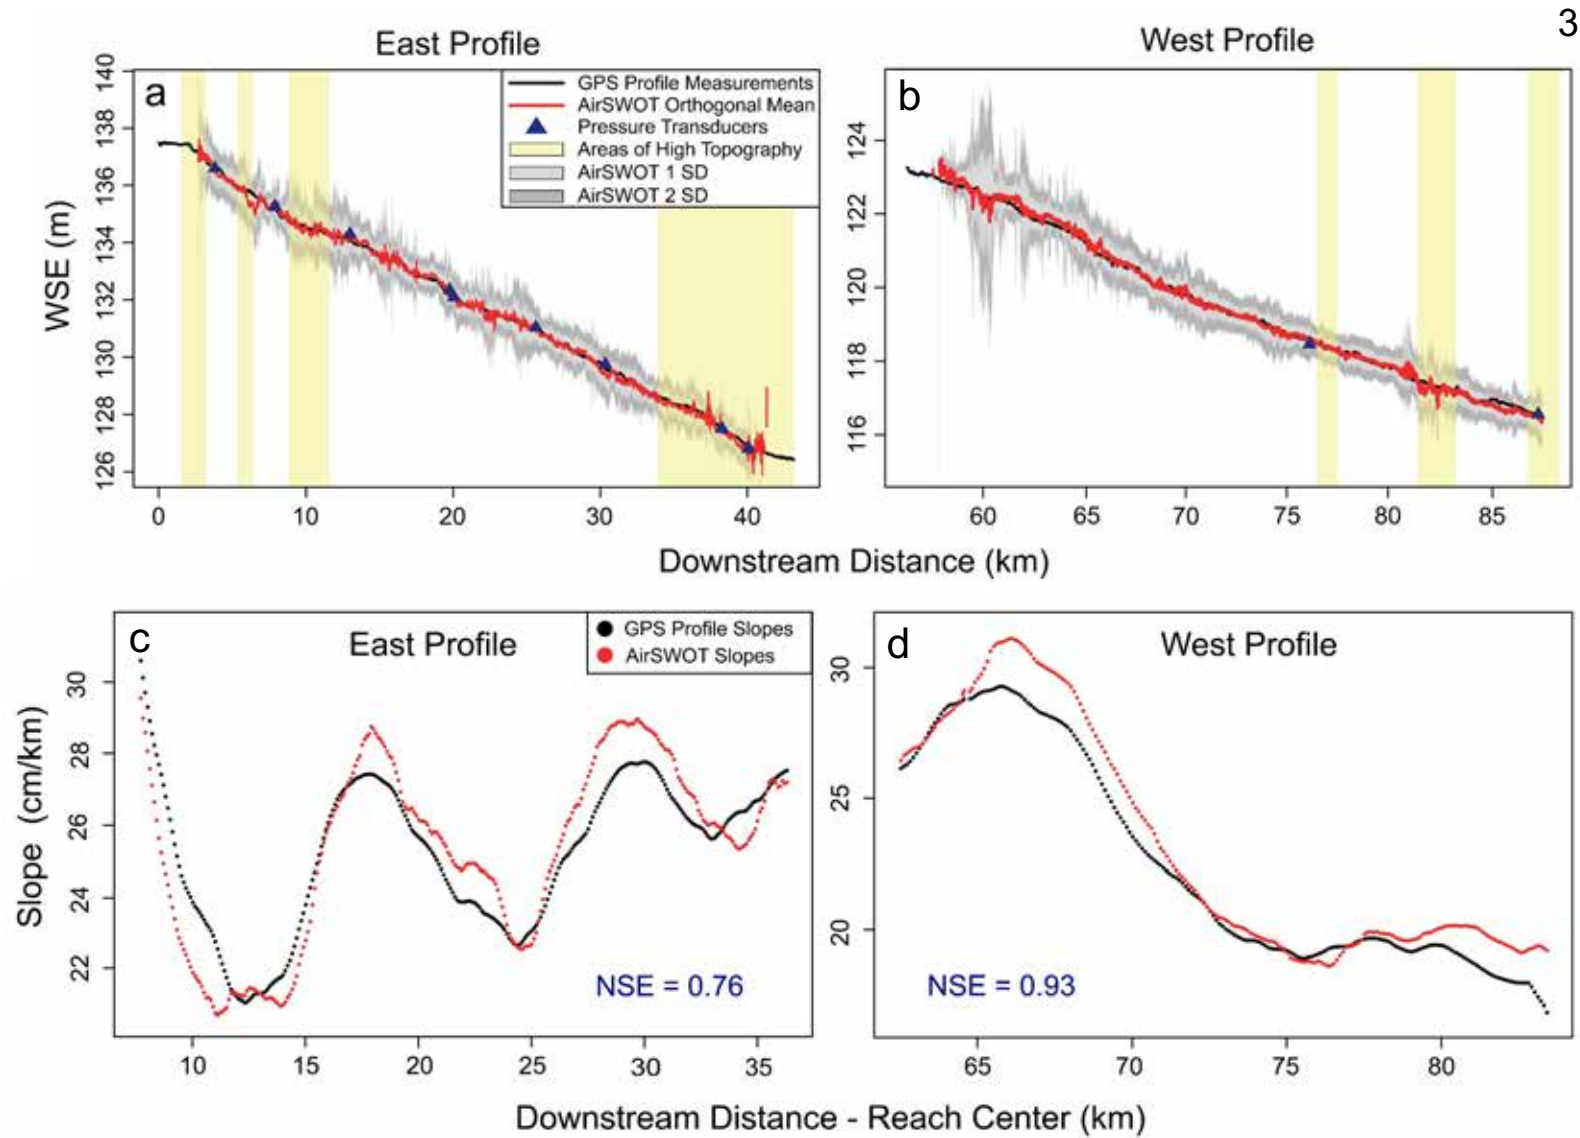 3
East Profile
West Profile
a
GPS Profile Measurements
AirSWOT Orthogonal Mean
Pressure Transducers
Areas of High Topography
AirSWOT 1 SD
AirSWOT 2 SD
b
WSE (m)
140
138
136
134
132
130
128
126
124
122
120
118
116
0 10 20 30 40
60 65 70 75 80 85
Downstream Distance (km)
c
East Profile
GPS Profile Slopes
AirSWOT Slopes
d
West Profile
Slope (cm/km)
30
28
26
24
22
30
25
20
NSE = 0.76
NSE = 0.93
10 15 20 25 30 35
65 70 75 80
Downstream Distance - Reach Center (km)